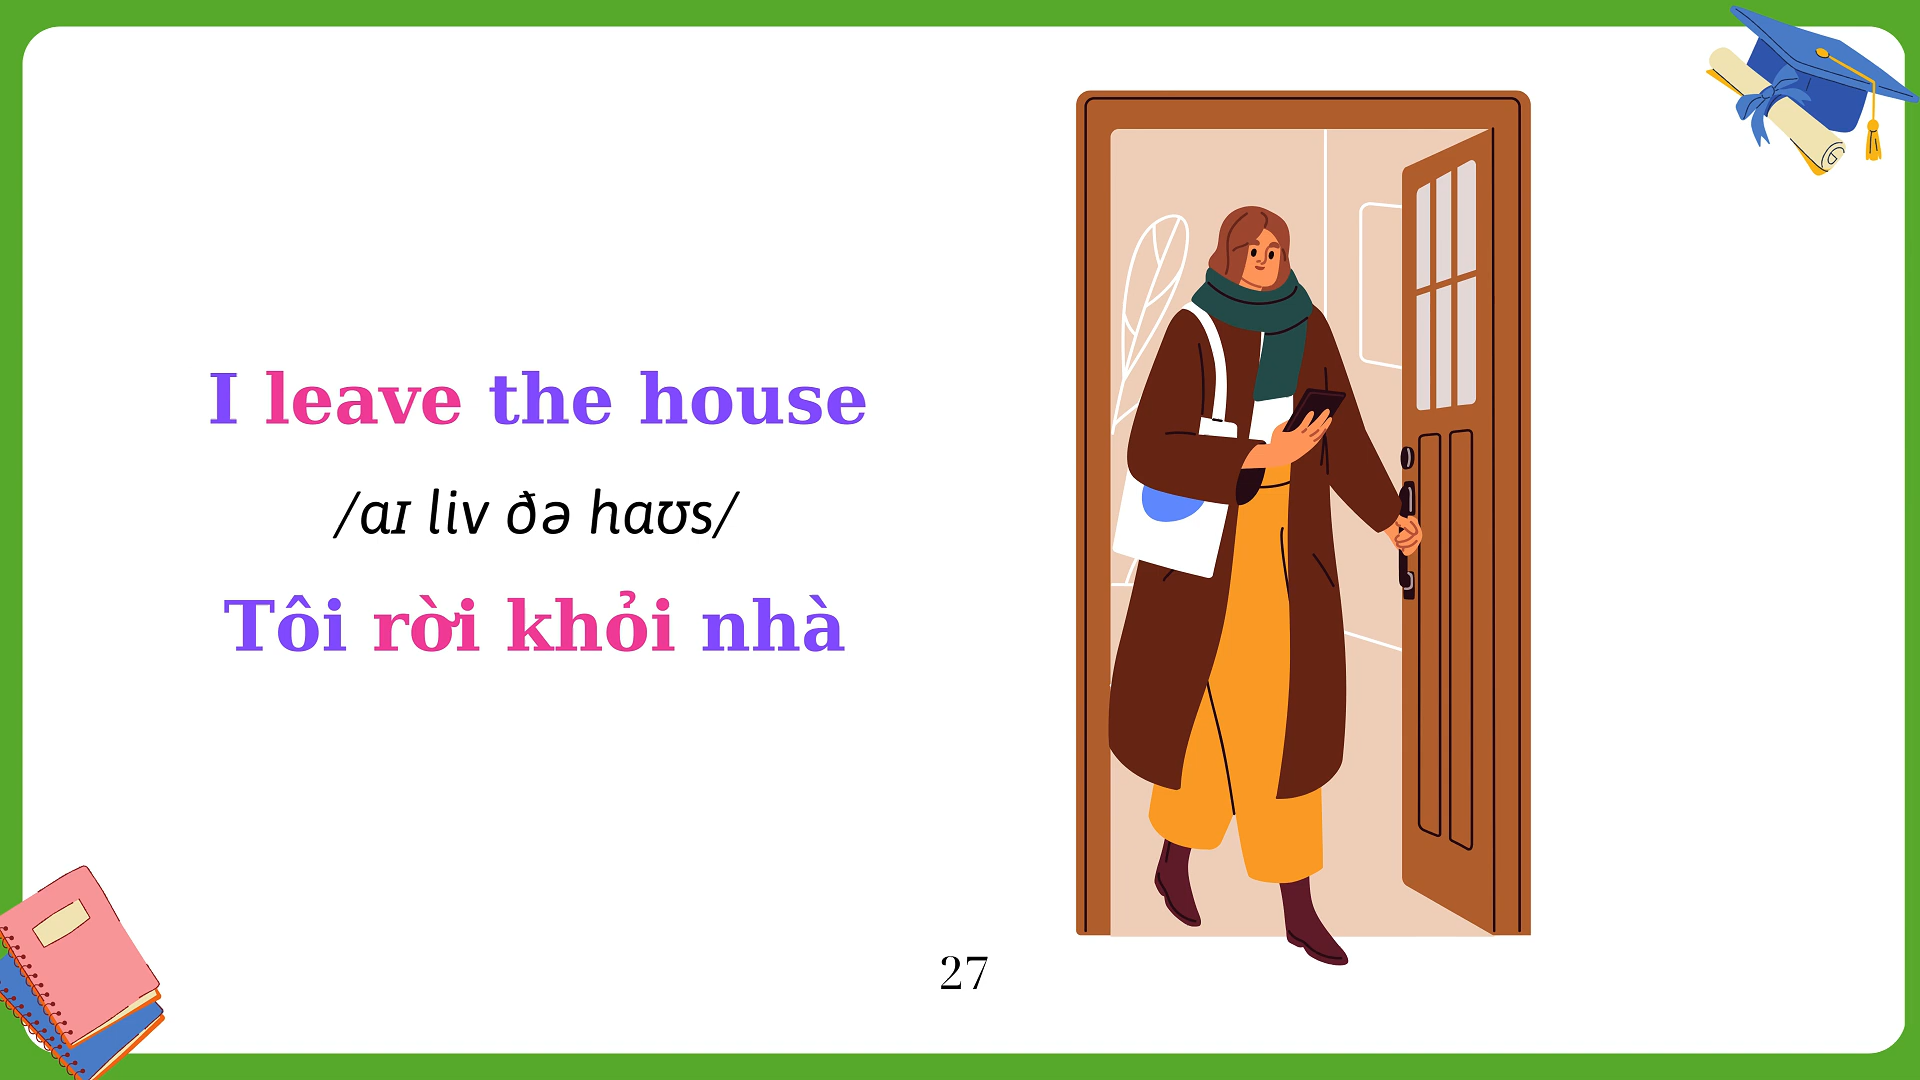 I leave the house
/aɪ liv ðə haʊs/
Tôi rời khỏi nhà
27